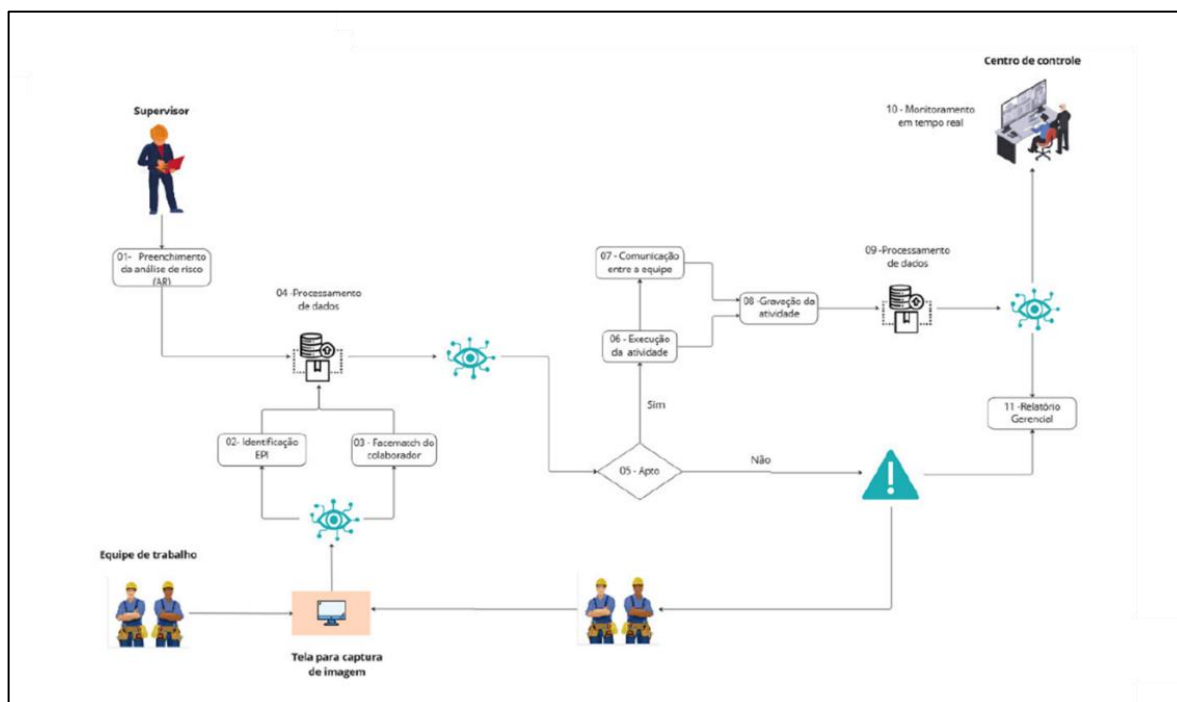 Centro de controle
10 - Monitoramento
em tempo real
Supervisor
01- Preenchimento
da análise de risco
(AR)
04 -Processamento
de dados
07 - Comunicação
entre a equipe
09 -Processamento
de dados
08 -Gravação da
atividade
06 - Execução
da atividade
Sim
11 -Relatório
Gerencial
02- Identificação
EPI
03 - Facematch do
colaborador
05 - Apto
Não
Equipe de trabalho
Tela para captura
de imagem